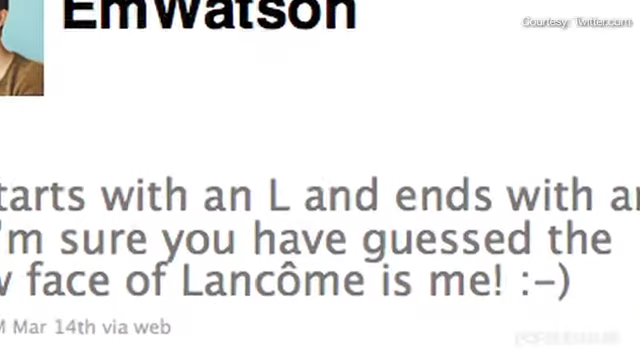 EmWatson
Courtesy: Twitter.com
tarts with an L and ends with an
'm sure you have guessed the
w face of Lancôme is me! :-)
M Mar 14th via web